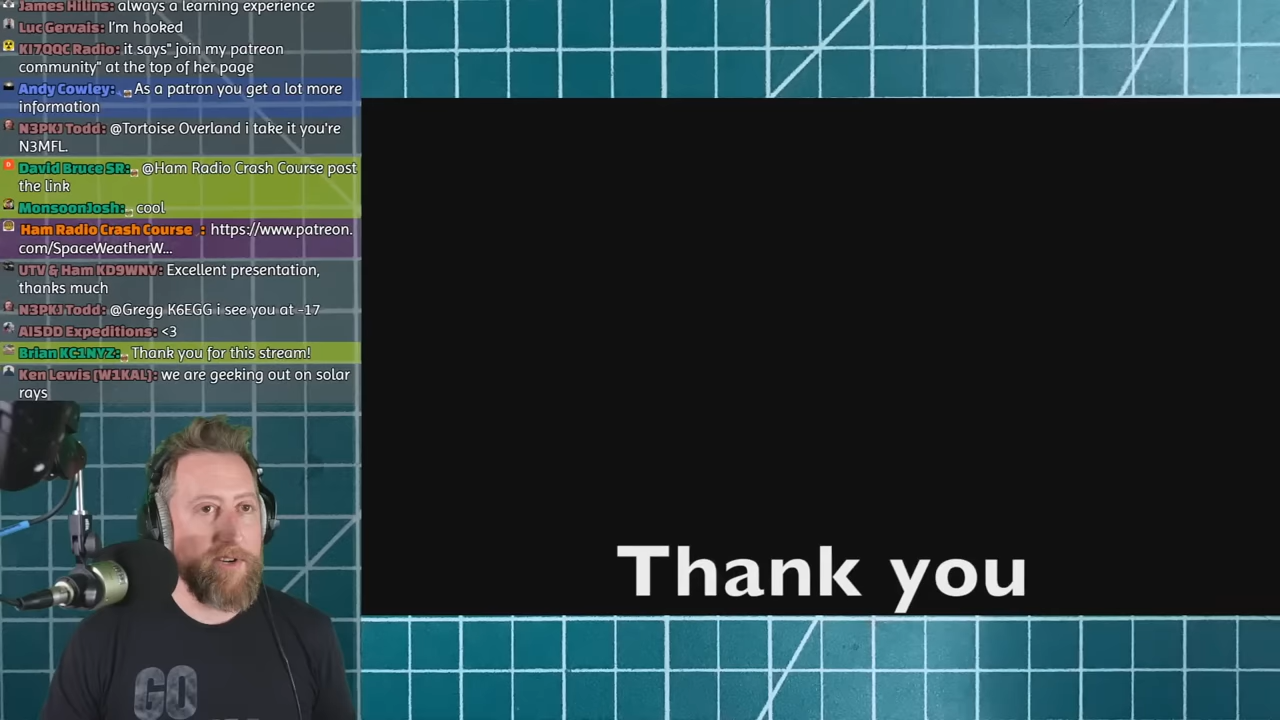 James Hilins: always a learning experience
Luc Gervais: I'm hooked
KI7QQC Radio: it says" join my patreon
community" at the top of her page
Andy Cowley: As a patron you get a lot more
information
N3PKJ Todd: @Tortoise Overland i take it you're
N3MFL.
David Bruce SR: @Ham Radio Crash Course post
the link
MonsoonJosh: cool
Ham Radio Crash Course : https://www.patreon.
com/SpaceWeatherW...
UTV & Ham KD9WNV: Excellent presentation,
thanks much
N3PKJ Todd: @Gregg K6EGG i see you at -17
AI5DD Expeditions: <3
Brian KC1NYZ: Thank you for this stream!
Ken Lewis (W1KAL): we are geeking out on solar
rays
Thank you
GO